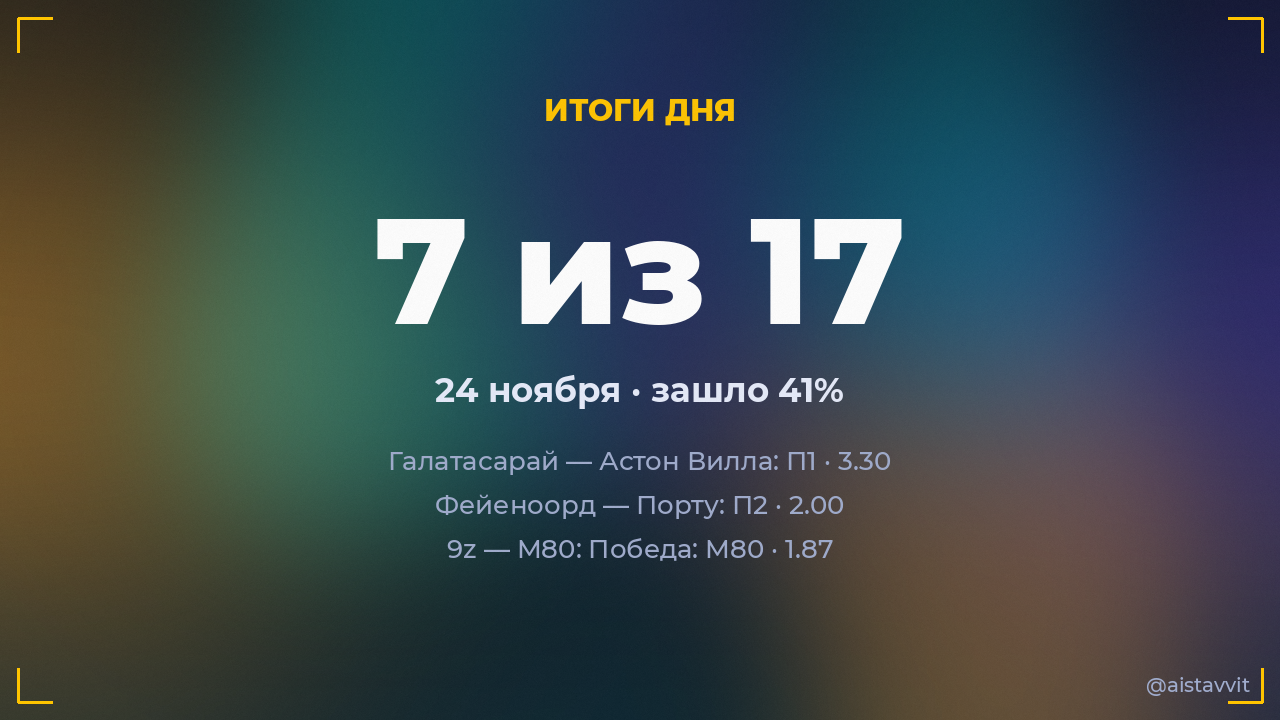 ИТОГИ ДНЯ
7 из 17
24 ноября · зашло 41%
Галатасарай — Астон Вилла: П1 · 3.30
Фейеноорд — Порту: П2 · 2.00
9z — M80: Победа: M80 · 1.87
@aistavvit